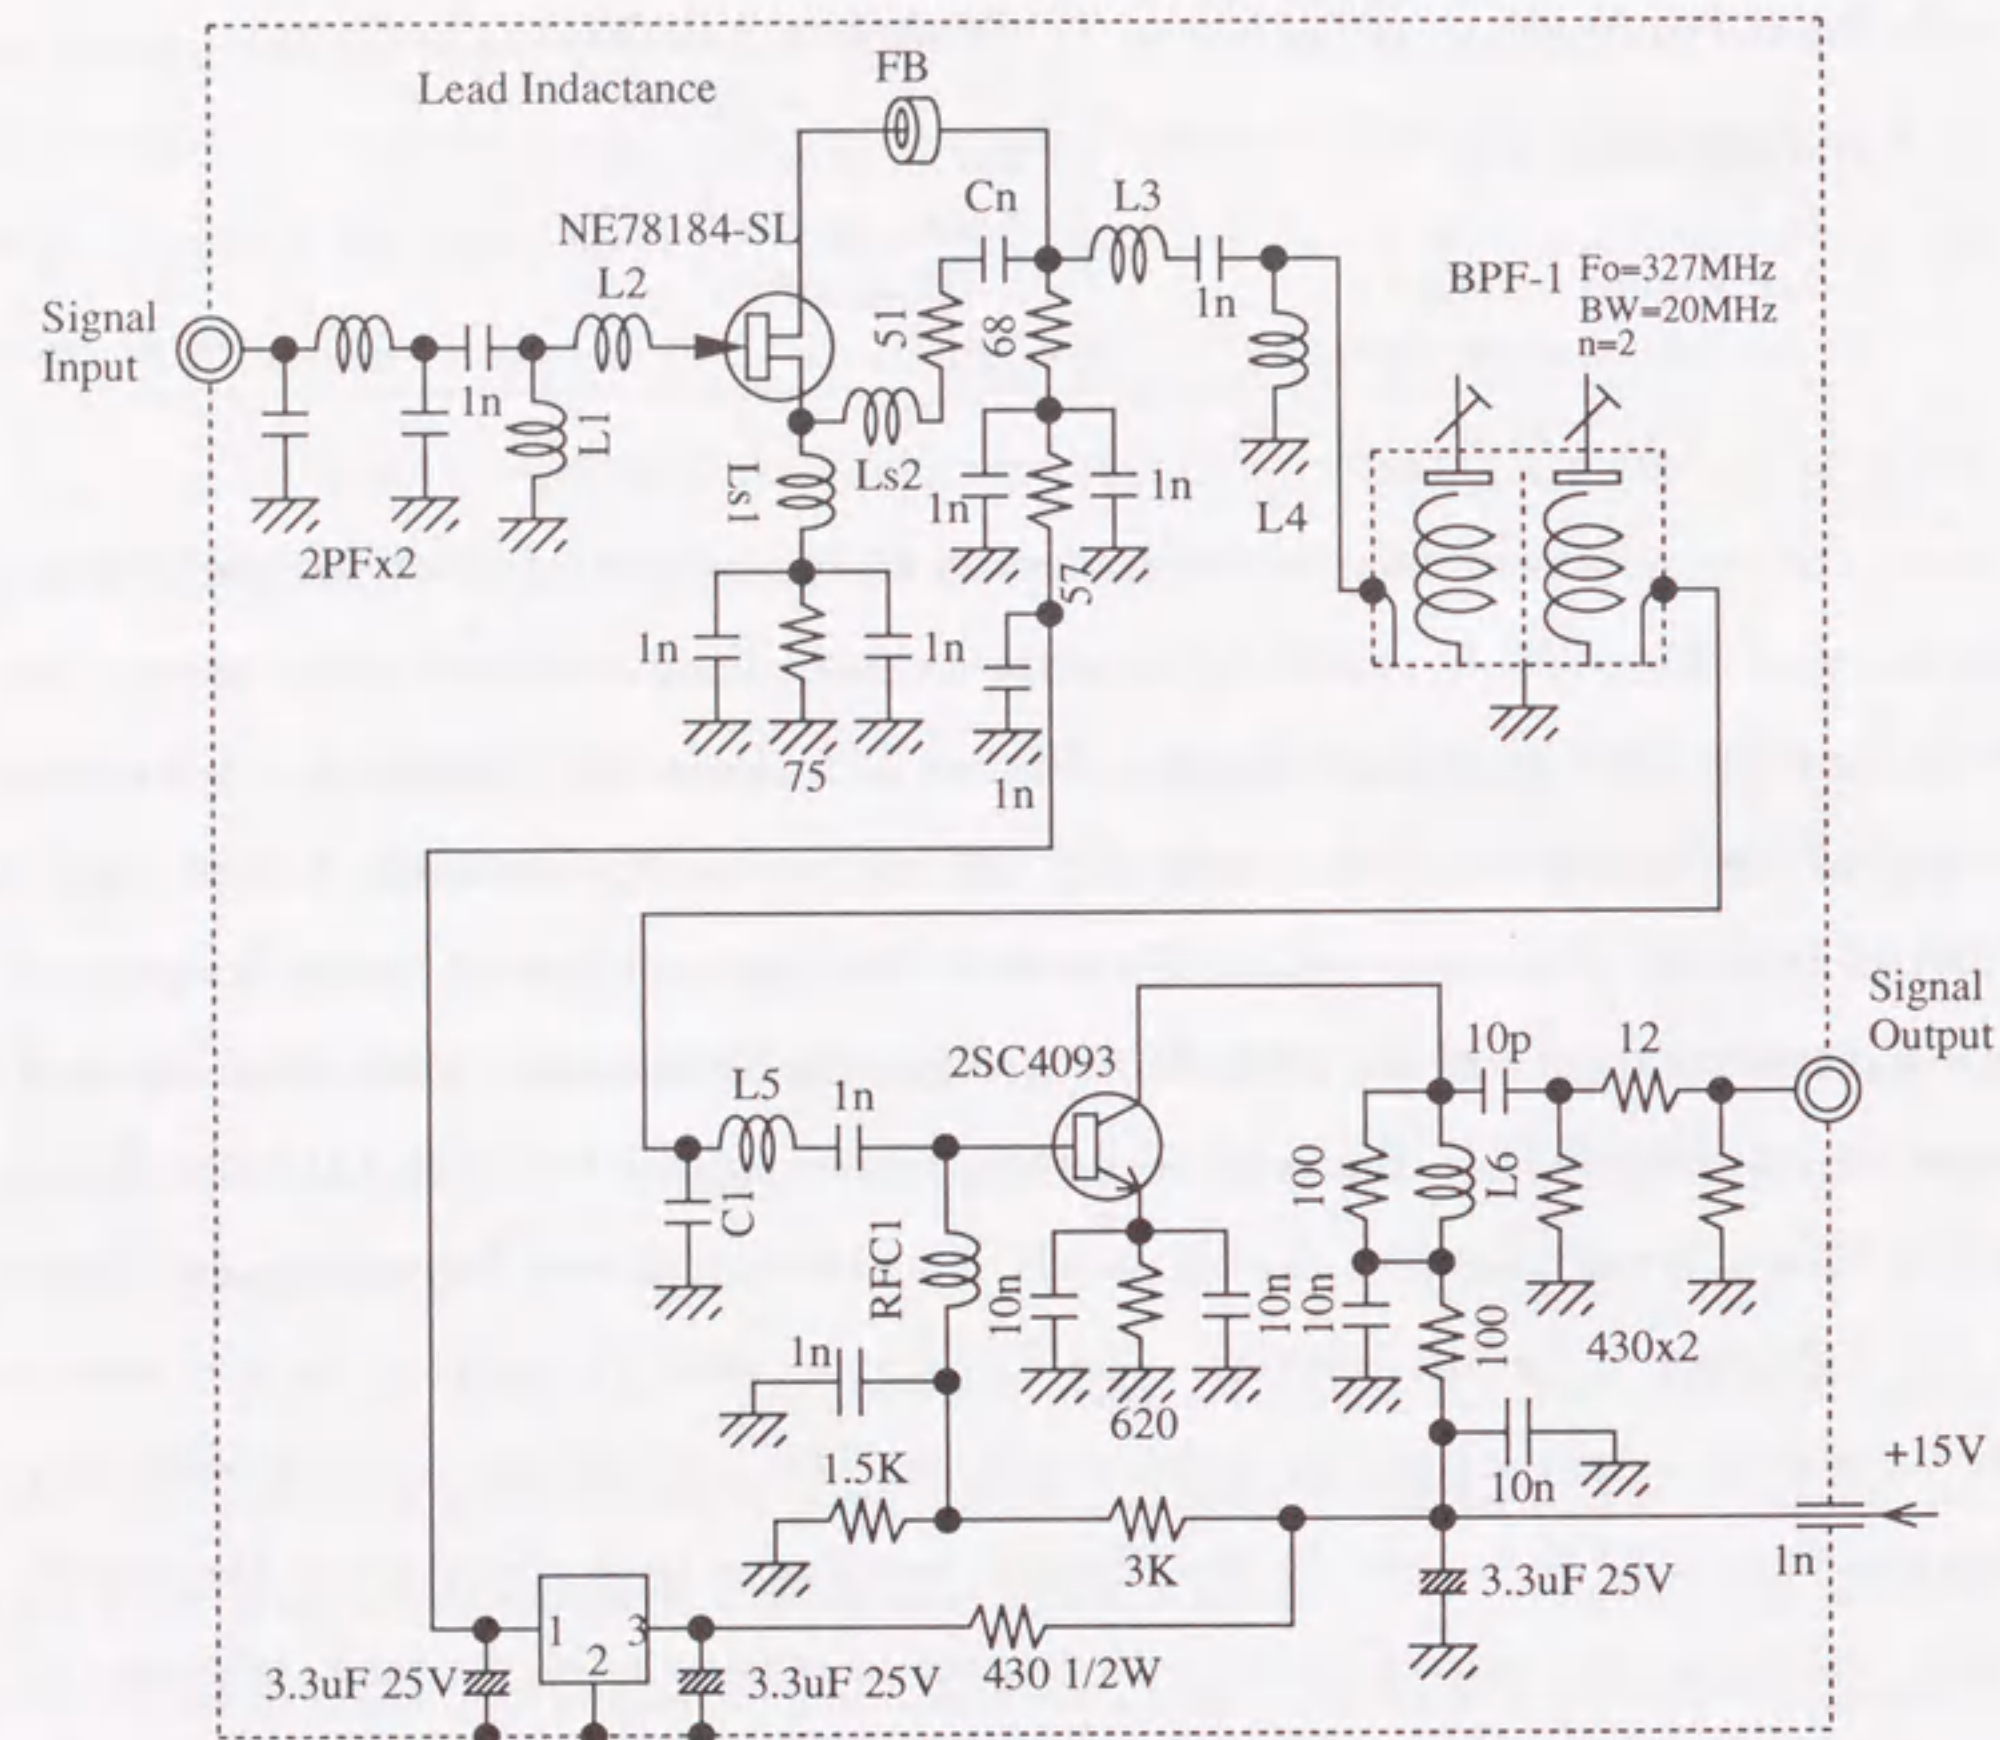 Lead Indactance
FB
Cn
L3
NE78184-SL
L2
BPF-1
Fo=327MHz
BW=20MHz
n=2
Signal
Input
51
68
1n
1n
L1
Ls1
Ls2
1n
1n
L4
2PFx2
57
1n
1n
75
1n
Signal
Output
2SC4093
10p
12
L5
1n
C1
RFC1
100
L6
10n
10n
10n
100
430x2
1n
620
1.5K
10n
+15V
3K
3.3uF 25V
1n
1
3
2
3.3uF 25V
3.3uF 25V
430 1/2W